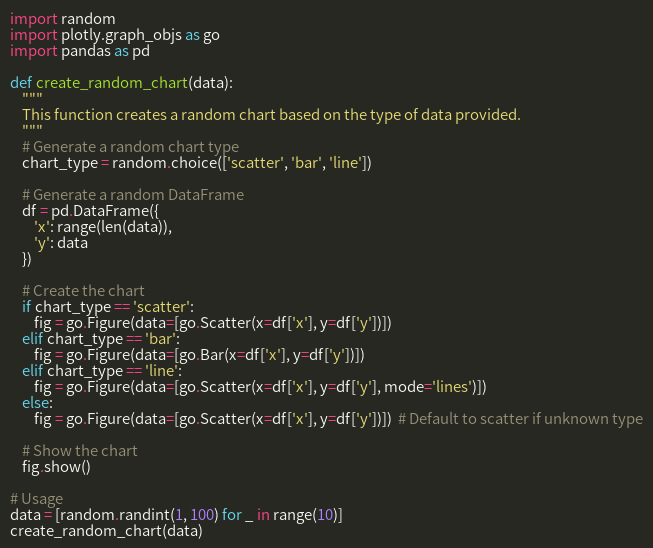 import random
import plotly.graph_objs as go
import pandas as pd

def create_random_chart(data):
    """
    This function creates a random chart based on the type of data provided.
    """
    # Generate a random chart type
    chart_type = random.choice(['scatter', 'bar', 'line'])

    # Generate a random DataFrame
    df = pd.DataFrame({
        'x': range(len(data)),
        'y': data
    })

    # Create the chart
    if chart_type == 'scatter':
        fig = go.Figure(data=[go.Scatter(x=df['x'], y=df['y'])])
    elif chart_type == 'bar':
        fig = go.Figure(data=[go.Bar(x=df['x'], y=df['y'])])
    elif chart_type == 'line':
        fig = go.Figure(data=[go.Scatter(x=df['x'], y=df['y'], mode='lines')])
    else:
        fig = go.Figure(data=[go.Scatter(x=df['x'], y=df['y'])])  # Default to scatter if unknown type

    # Show the chart
    fig.show()

# Usage
data = [random.randint(1, 100) for _ in range(10)]
create_random_chart(data)